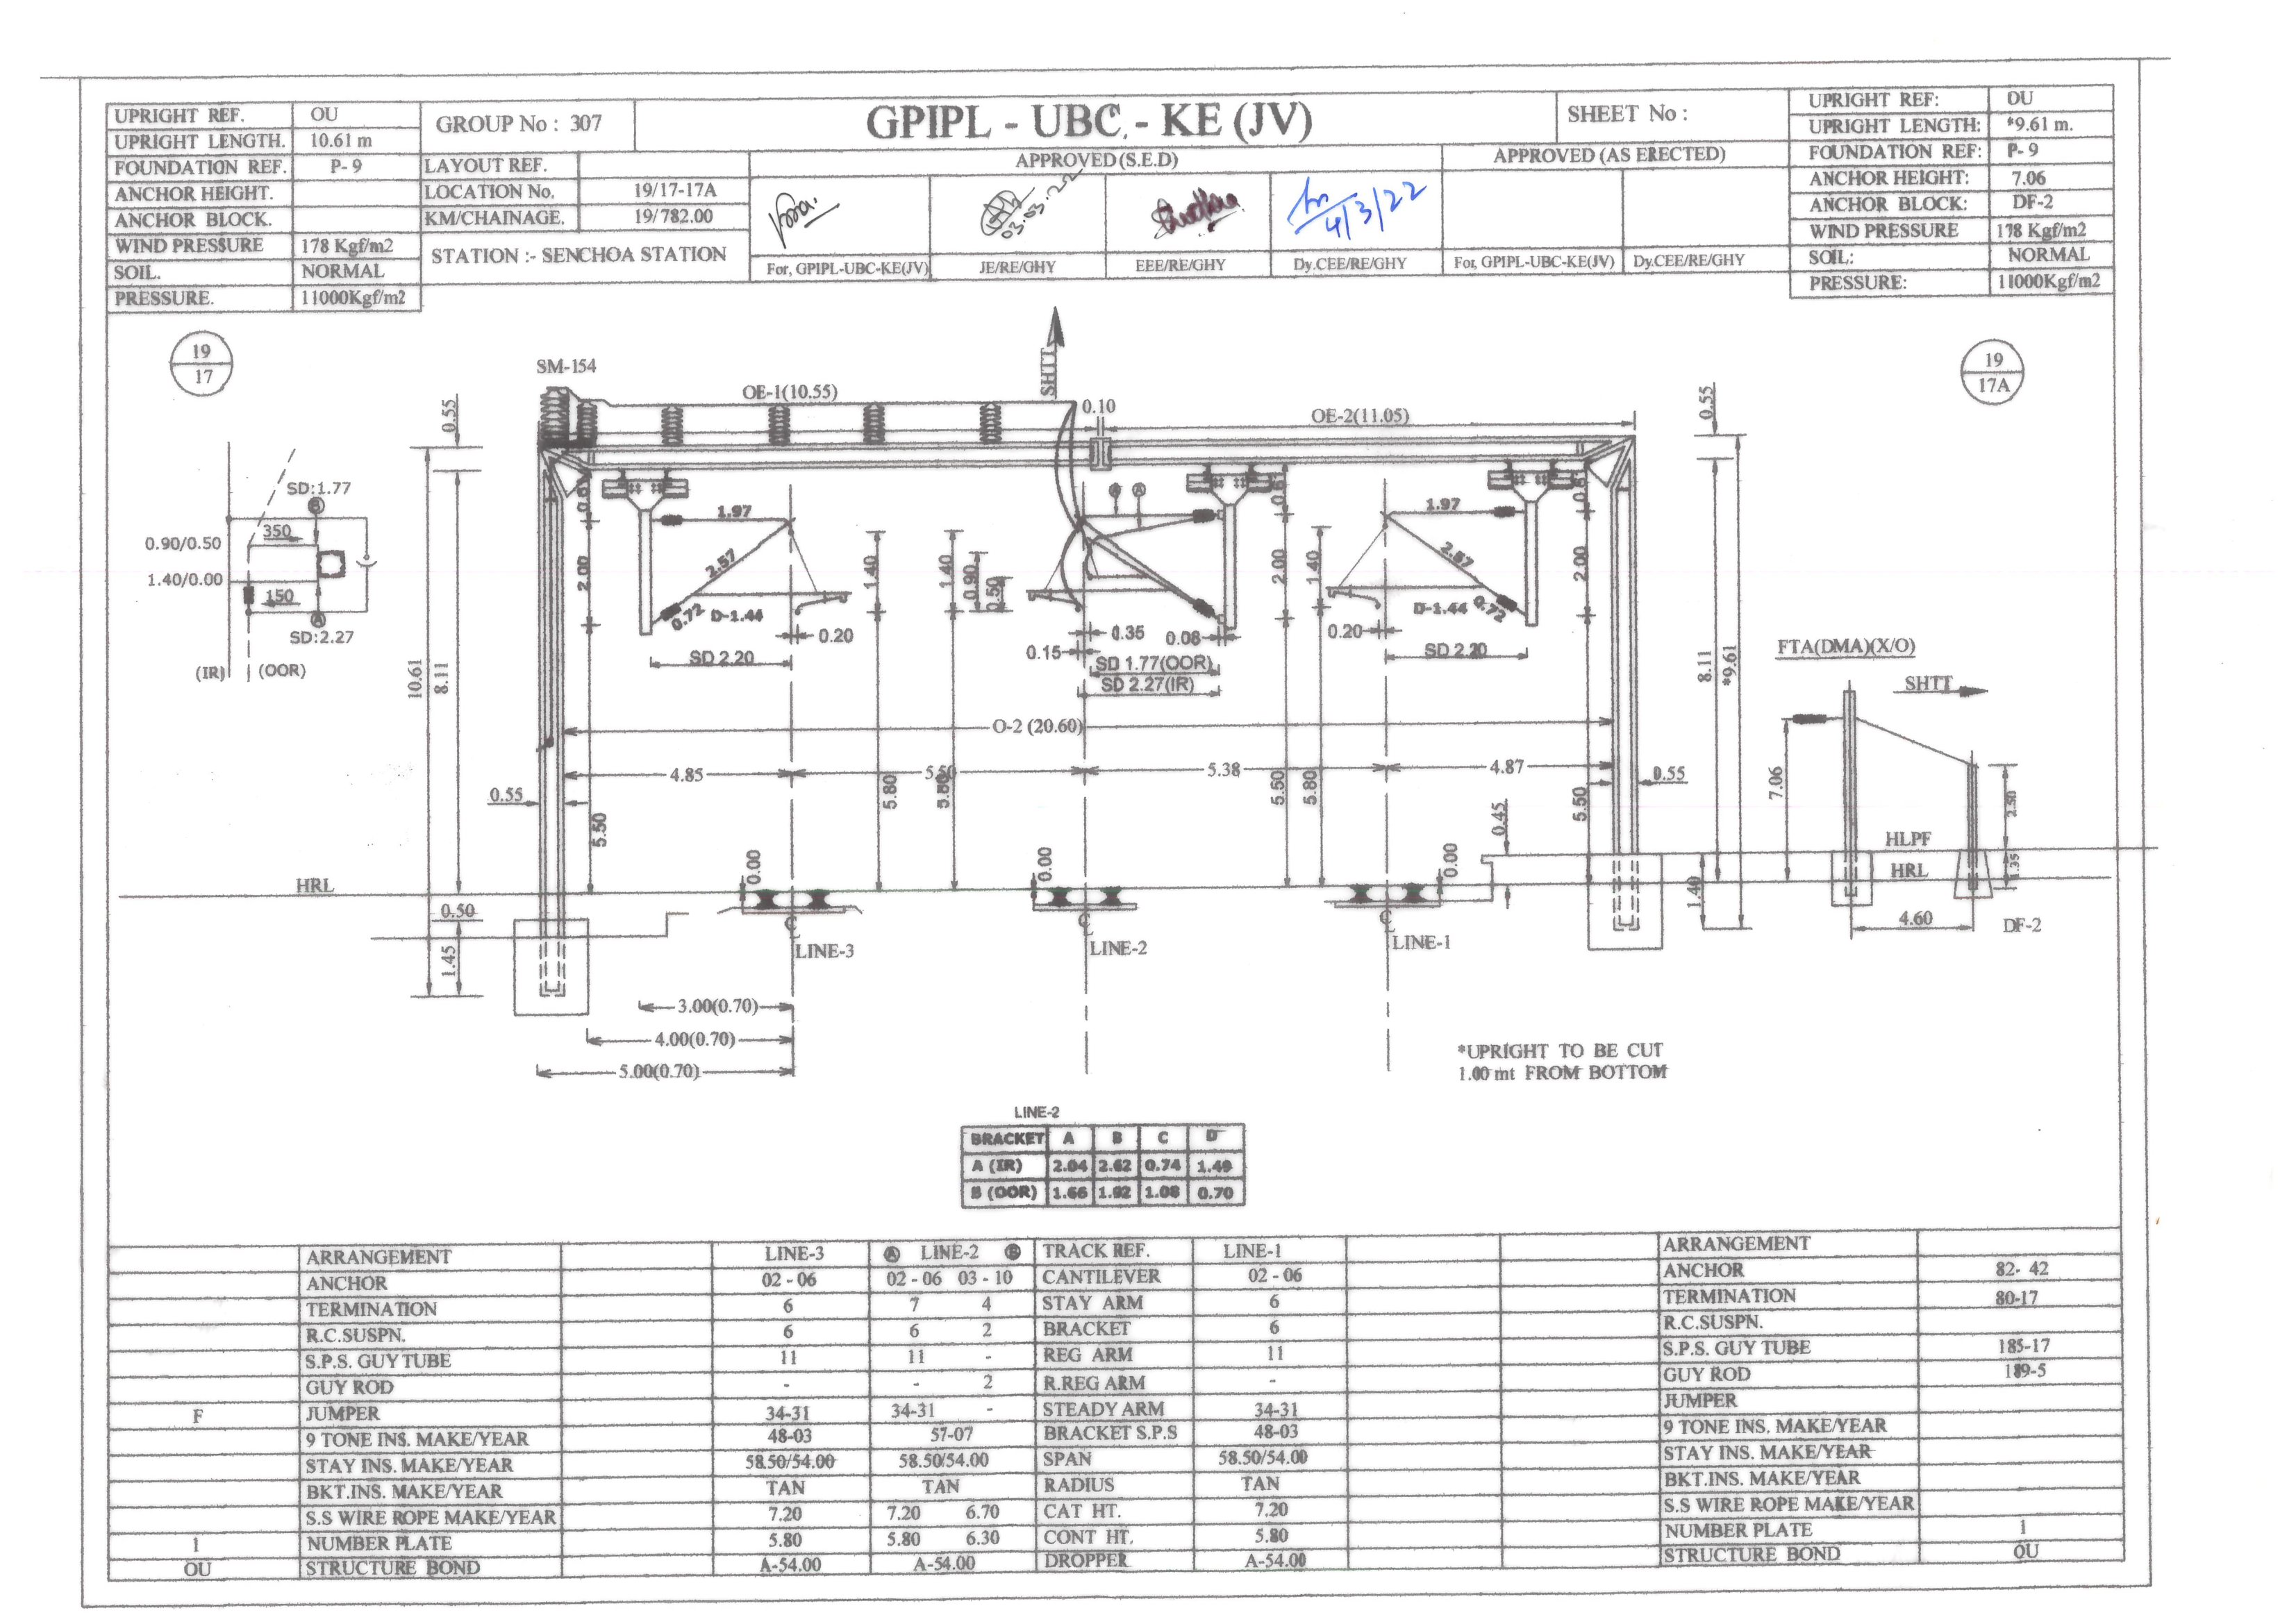 UPRIGHT REF. OU
UPRIGHT LENGTH. 10.61 m
FOUNDATION REF. P-9
ANCHOR HEIGHT.
ANCHOR BLOCK.
WIND PRESSURE 178 Kgf/m2
SOIL. NORMAL
PRESSURE. 11000Kgf/m2
GROUP No : 307
LAYOUT REF.
LOCATION No. 19/17-17A
KM/CHAINAGE. 19/782.00
STATION :- SENCHOA STATION
GPIPL - UBC - KE (JV)
SHEET No :
APPROVED (S.E.D)
APPROVED (AS ERECTED)
03.03.22
4/3/22
For, GPIPL-UBC-KE(JV)
JE/RE/GHY
EEE/RE/GHY
Dy.CEE/RE/GHY
For, GPIPL-UBC-KE(JV)
Dy.CEE/RE/GHY
UPRIGHT REF: OU
UPRIGHT LENGTH: *9.61 m.
FOUNDATION REF: P-9
ANCHOR HEIGHT: 7.06
ANCHOR BLOCK: DF-2
WIND PRESSURE 178 Kgf/m2
SOIL: NORMAL
PRESSURE: 11000Kgf/m2
19
17
SM-154
SHTT
19
17A
OE-1(10.55)
0.10
OE-2(11.05)
0.55
0.55
SD:1.77
B
350
0.90/0.50
1.40/0.00
150
A
SD:2.27
(IR)
(OOR)
10.61
8.11
2.00
1.97
2.57
0.72
D-1.44
0.20
SD 2.20
1.40
1.40
0.90
0.50
0.35
0.08
0.15
SD 1.77(OOR)
SD 2.27(IR)
2.00
1.40
1.97
2.57
0.72
D-1.44
0.20
SD 2.20
2.00
8.11
*9.61
FTA(DMA)(X/O)
SHTT
O-2 (20.60)
4.85
5.50
5.38
4.87
0.55
0.55
5.50
5.80
5.80
5.50
5.80
5.50
0.45
7.06
2.50
HLPF
HRL
1.35
4.60
DF-2
HRL
0.00
0.00
0.00
0.50
1.45
1.40
LINE-3
LINE-2
LINE-1
3.00(0.70)
4.00(0.70)
5.00(0.70)
*UPRIGHT TO BE CUT
1.00 mt FROM BOTTOM
LINE-2
BRACKET A B C D
A (IR) 2.04 2.62 0.74 1.49
B (OOR) 1.66 1.92 1.08 0.70
ARRANGEMENT LINE-3 A LINE-2 B TRACK REF. LINE-1 ARRANGEMENT
ANCHOR 02 - 06 02 - 06 03 - 10 CANTILEVER 02 - 06 ANCHOR 82- 42
TERMINATION 6 7 4 STAY ARM 6 TERMINATION 80-17
R.C.SUSPN. 6 6 2 BRACKET 6 R.C.SUSPN.
S.P.S. GUY TUBE 11 11 - REG ARM 11 S.P.S. GUY TUBE 185-17
GUY ROD - - 2 R.REG ARM - GUY ROD 189-5
F JUMPER 34-31 34-31 - STEADY ARM 34-31 JUMPER
9 TONE INS. MAKE/YEAR 48-03 57-07 BRACKET S.P.S 48-03 9 TONE INS. MAKE/YEAR
STAY INS. MAKE/YEAR 58.50/54.00 58.50/54.00 SPAN 58.50/54.00 STAY INS. MAKE/YEAR
BKT.INS. MAKE/YEAR TAN TAN RADIUS TAN BKT.INS. MAKE/YEAR
S.S WIRE ROPE MAKE/YEAR 7.20 7.20 6.70 CAT HT. 7.20 S.S WIRE ROPE MAKE/YEAR
1 NUMBER PLATE 5.80 5.80 6.30 CONT HT. 5.80 NUMBER PLATE 1
OU STRUCTURE BOND A-54.00 A-54.00 DROPPER A-54.00 STRUCTURE BOND OU